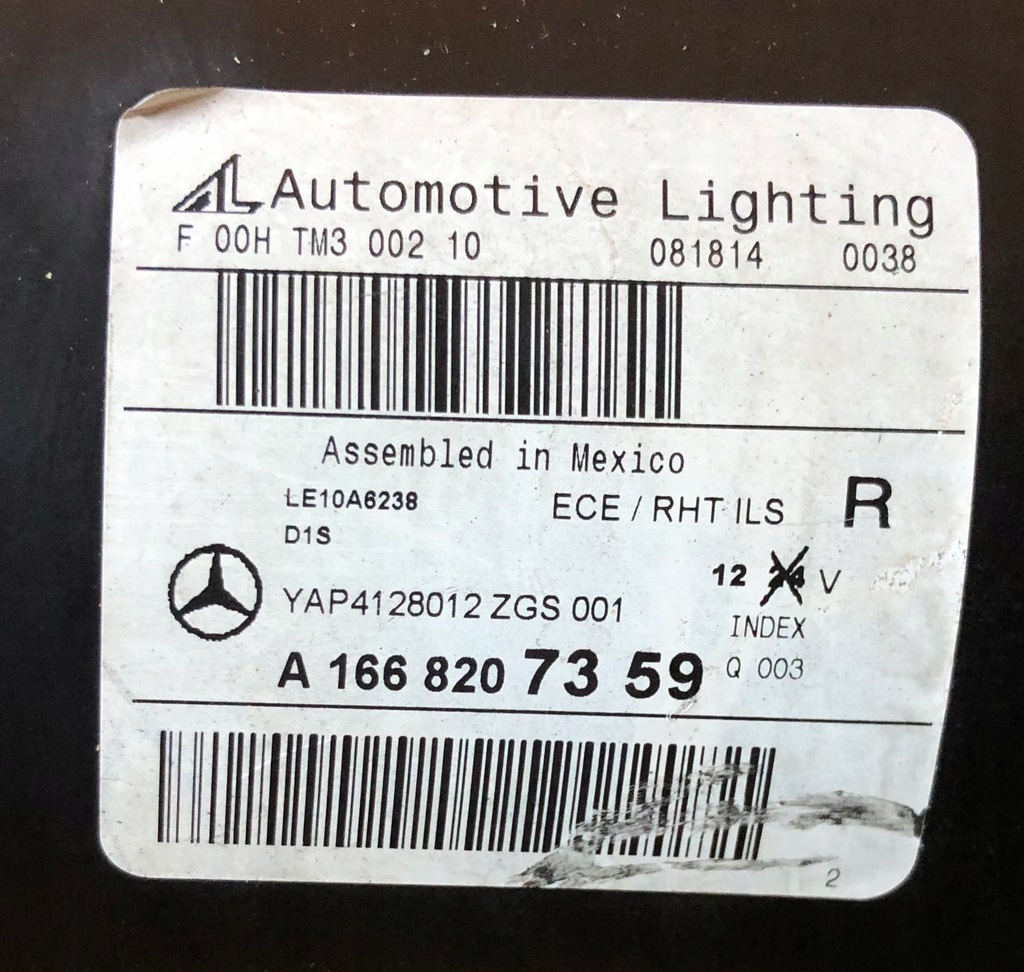 AL Automotive Lighting
F 00H TM3 002 10 081814 0038
Assembled in Mexico
LE10A6238 ECE / RHT ILS R
D1S
12 24 V
YAP4128012 ZGS 001
INDEX
A 166 820 73 59 Q 003
2